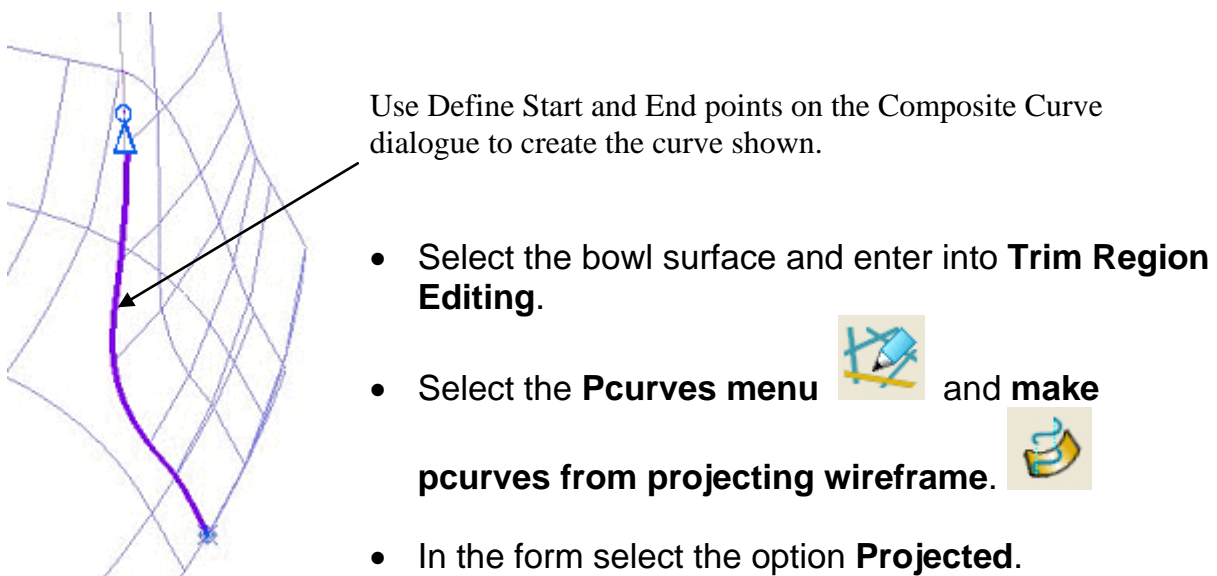 Use Define Start and End points on the Composite Curve
dialogue to create the curve shown.
• Select the bowl surface and enter into Trim Region
Editing.
• Select the Pcurves menu and make
pcurves from projecting wireframe.
• In the form select the option Projected.